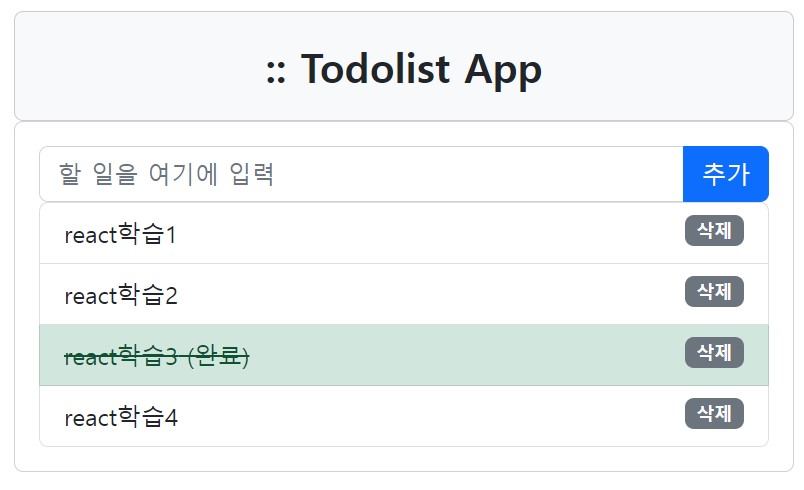 :: Todolist App
할 일을 여기에 입력 추가
react학습1 삭제
react학습2 삭제
react학습3 (완료) 삭제
react학습4 삭제